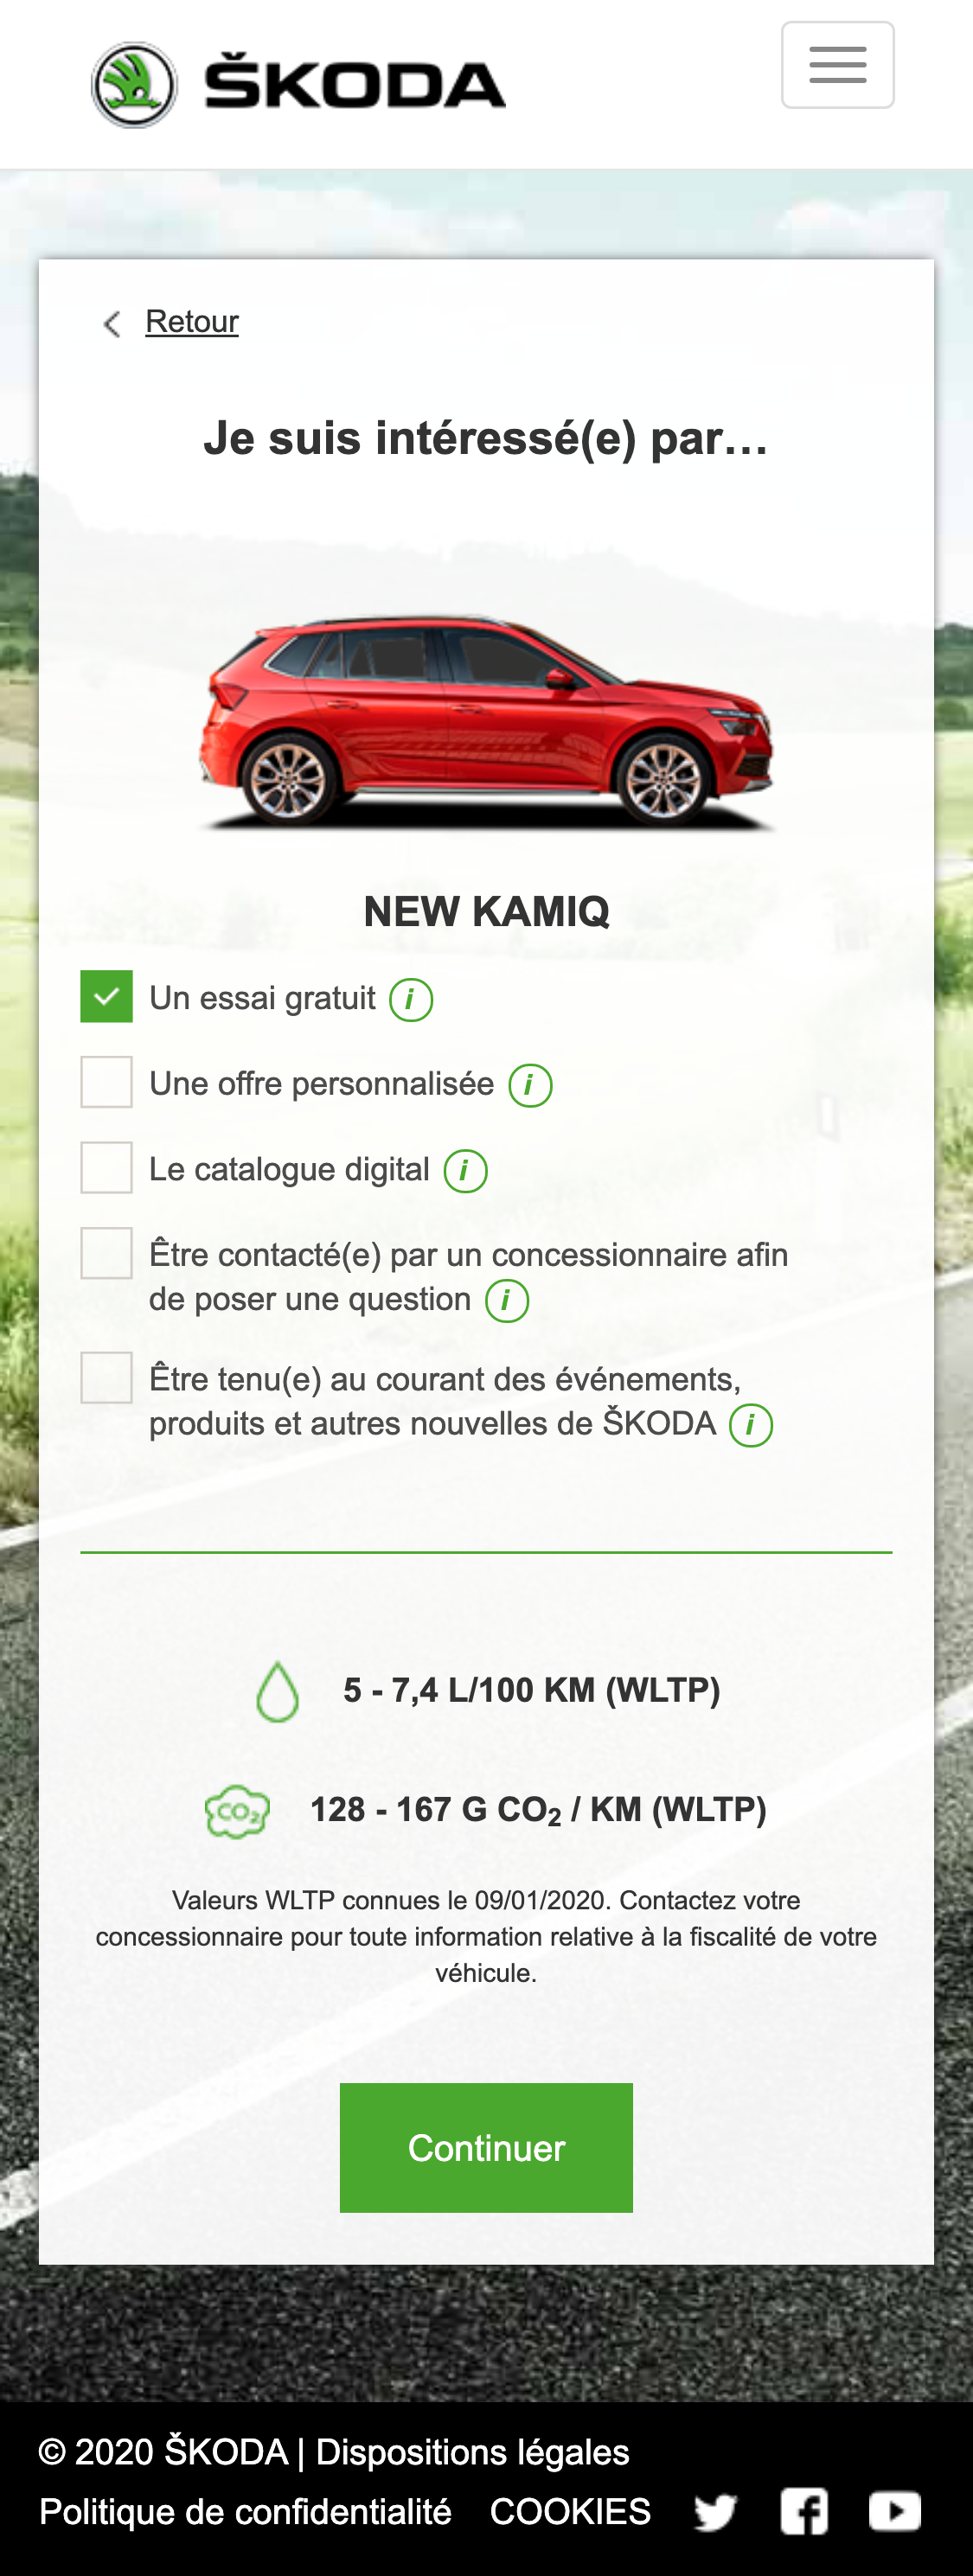 ŠKODA
Retour
Je suis intéressé(e) par…
NEW KAMIQ
Un essai gratuit i
Une offre personnalisée i
Le catalogue digital i
Être contacté(e) par un concessionnaire afin
de poser une question i
Être tenu(e) au courant des événements,
produits et autres nouvelles de ŠKODA i
5 - 7,4 L/100 KM (WLTP)
CO2 128 - 167 G CO₂ / KM (WLTP)
Valeurs WLTP connues le 09/01/2020. Contactez votre
concessionnaire pour toute information relative à la fiscalité de votre
véhicule.
Continuer
© 2020 ŠKODA | Dispositions légales
Politique de confidentialité COOKIES